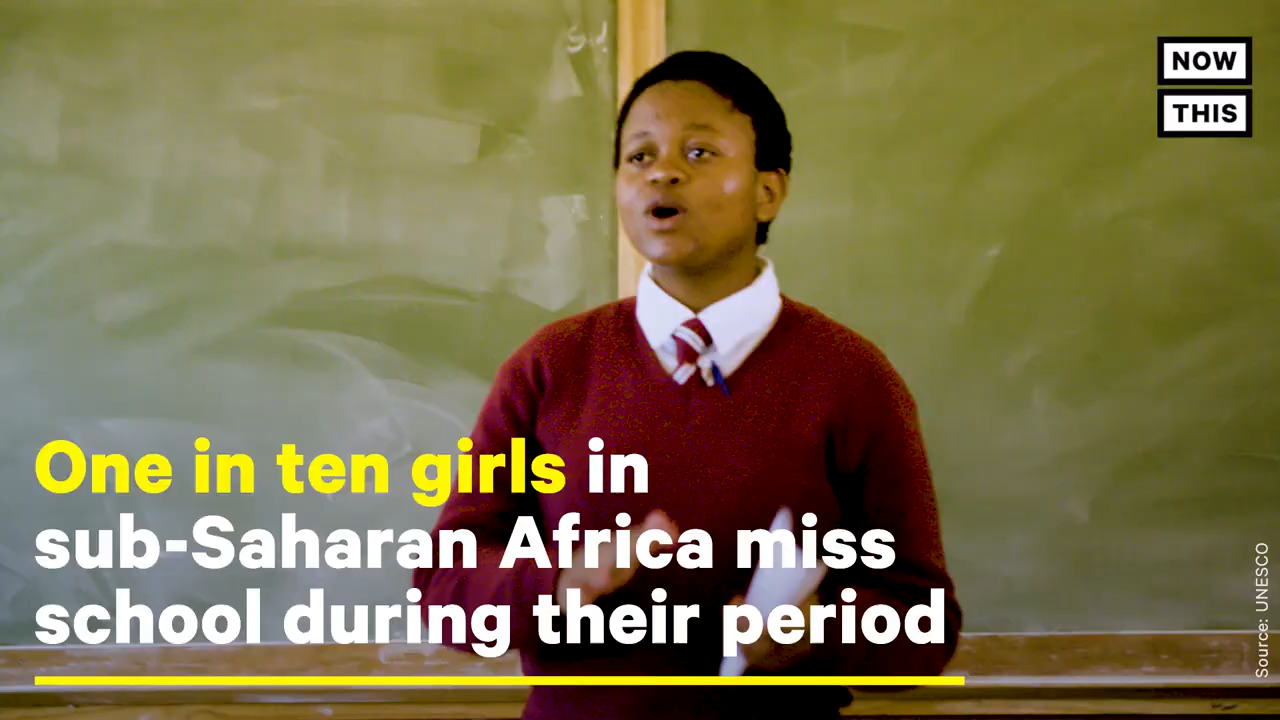 NOW
THIS
One in ten girls in
sub-Saharan Africa miss
school during their period
Source: UNESCO